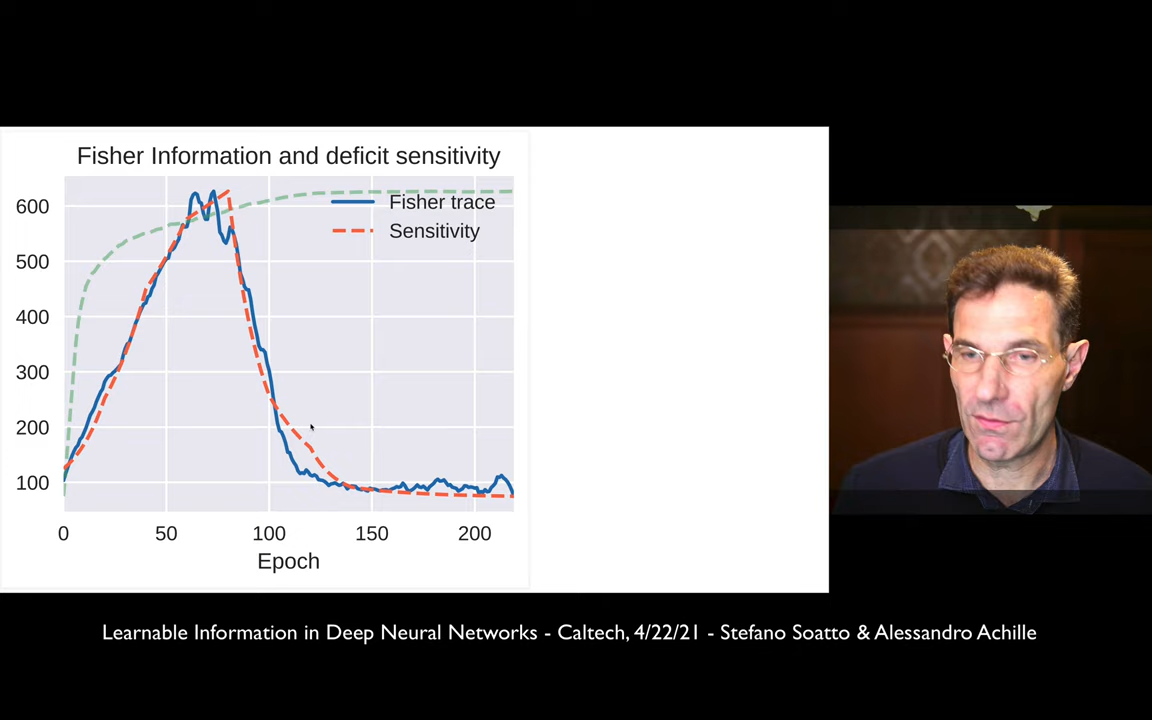 Fisher Information and deficit sensitivity
600
500
400
300
200
100
Fisher trace
Sensitivity
0 50 100 150 200
Epoch
Learnable Information in Deep Neural Networks - Caltech, 4/22/21 - Stefano Soatto & Alessandro Achille